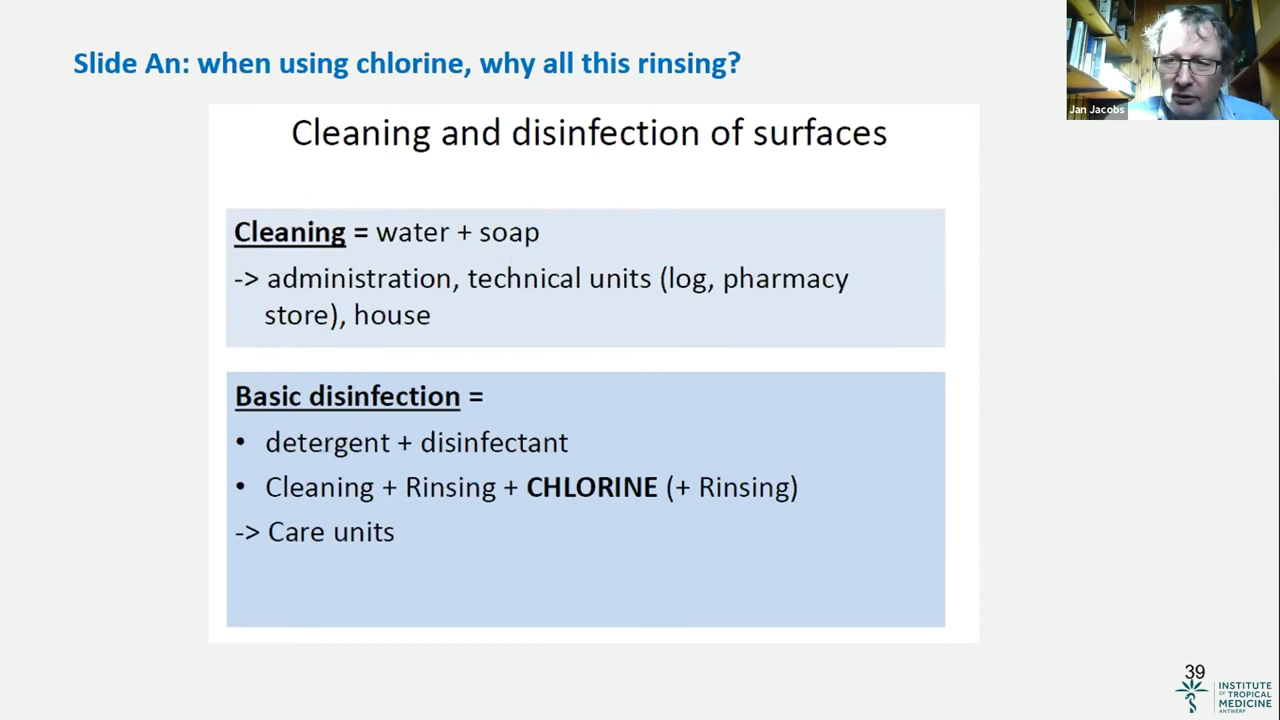 Slide An: when using chlorine, why all this rinsing?
Jan Jacobs
Cleaning and disinfection of surfaces
Cleaning = water + soap
-> administration, technical units (log, pharmacy
store), house
Basic disinfection =
• detergent + disinfectant
• Cleaning + Rinsing + CHLORINE (+ Rinsing)
-> Care units
39
INSTITUTE
OF TROPICAL
MEDICINE
ANTWERP